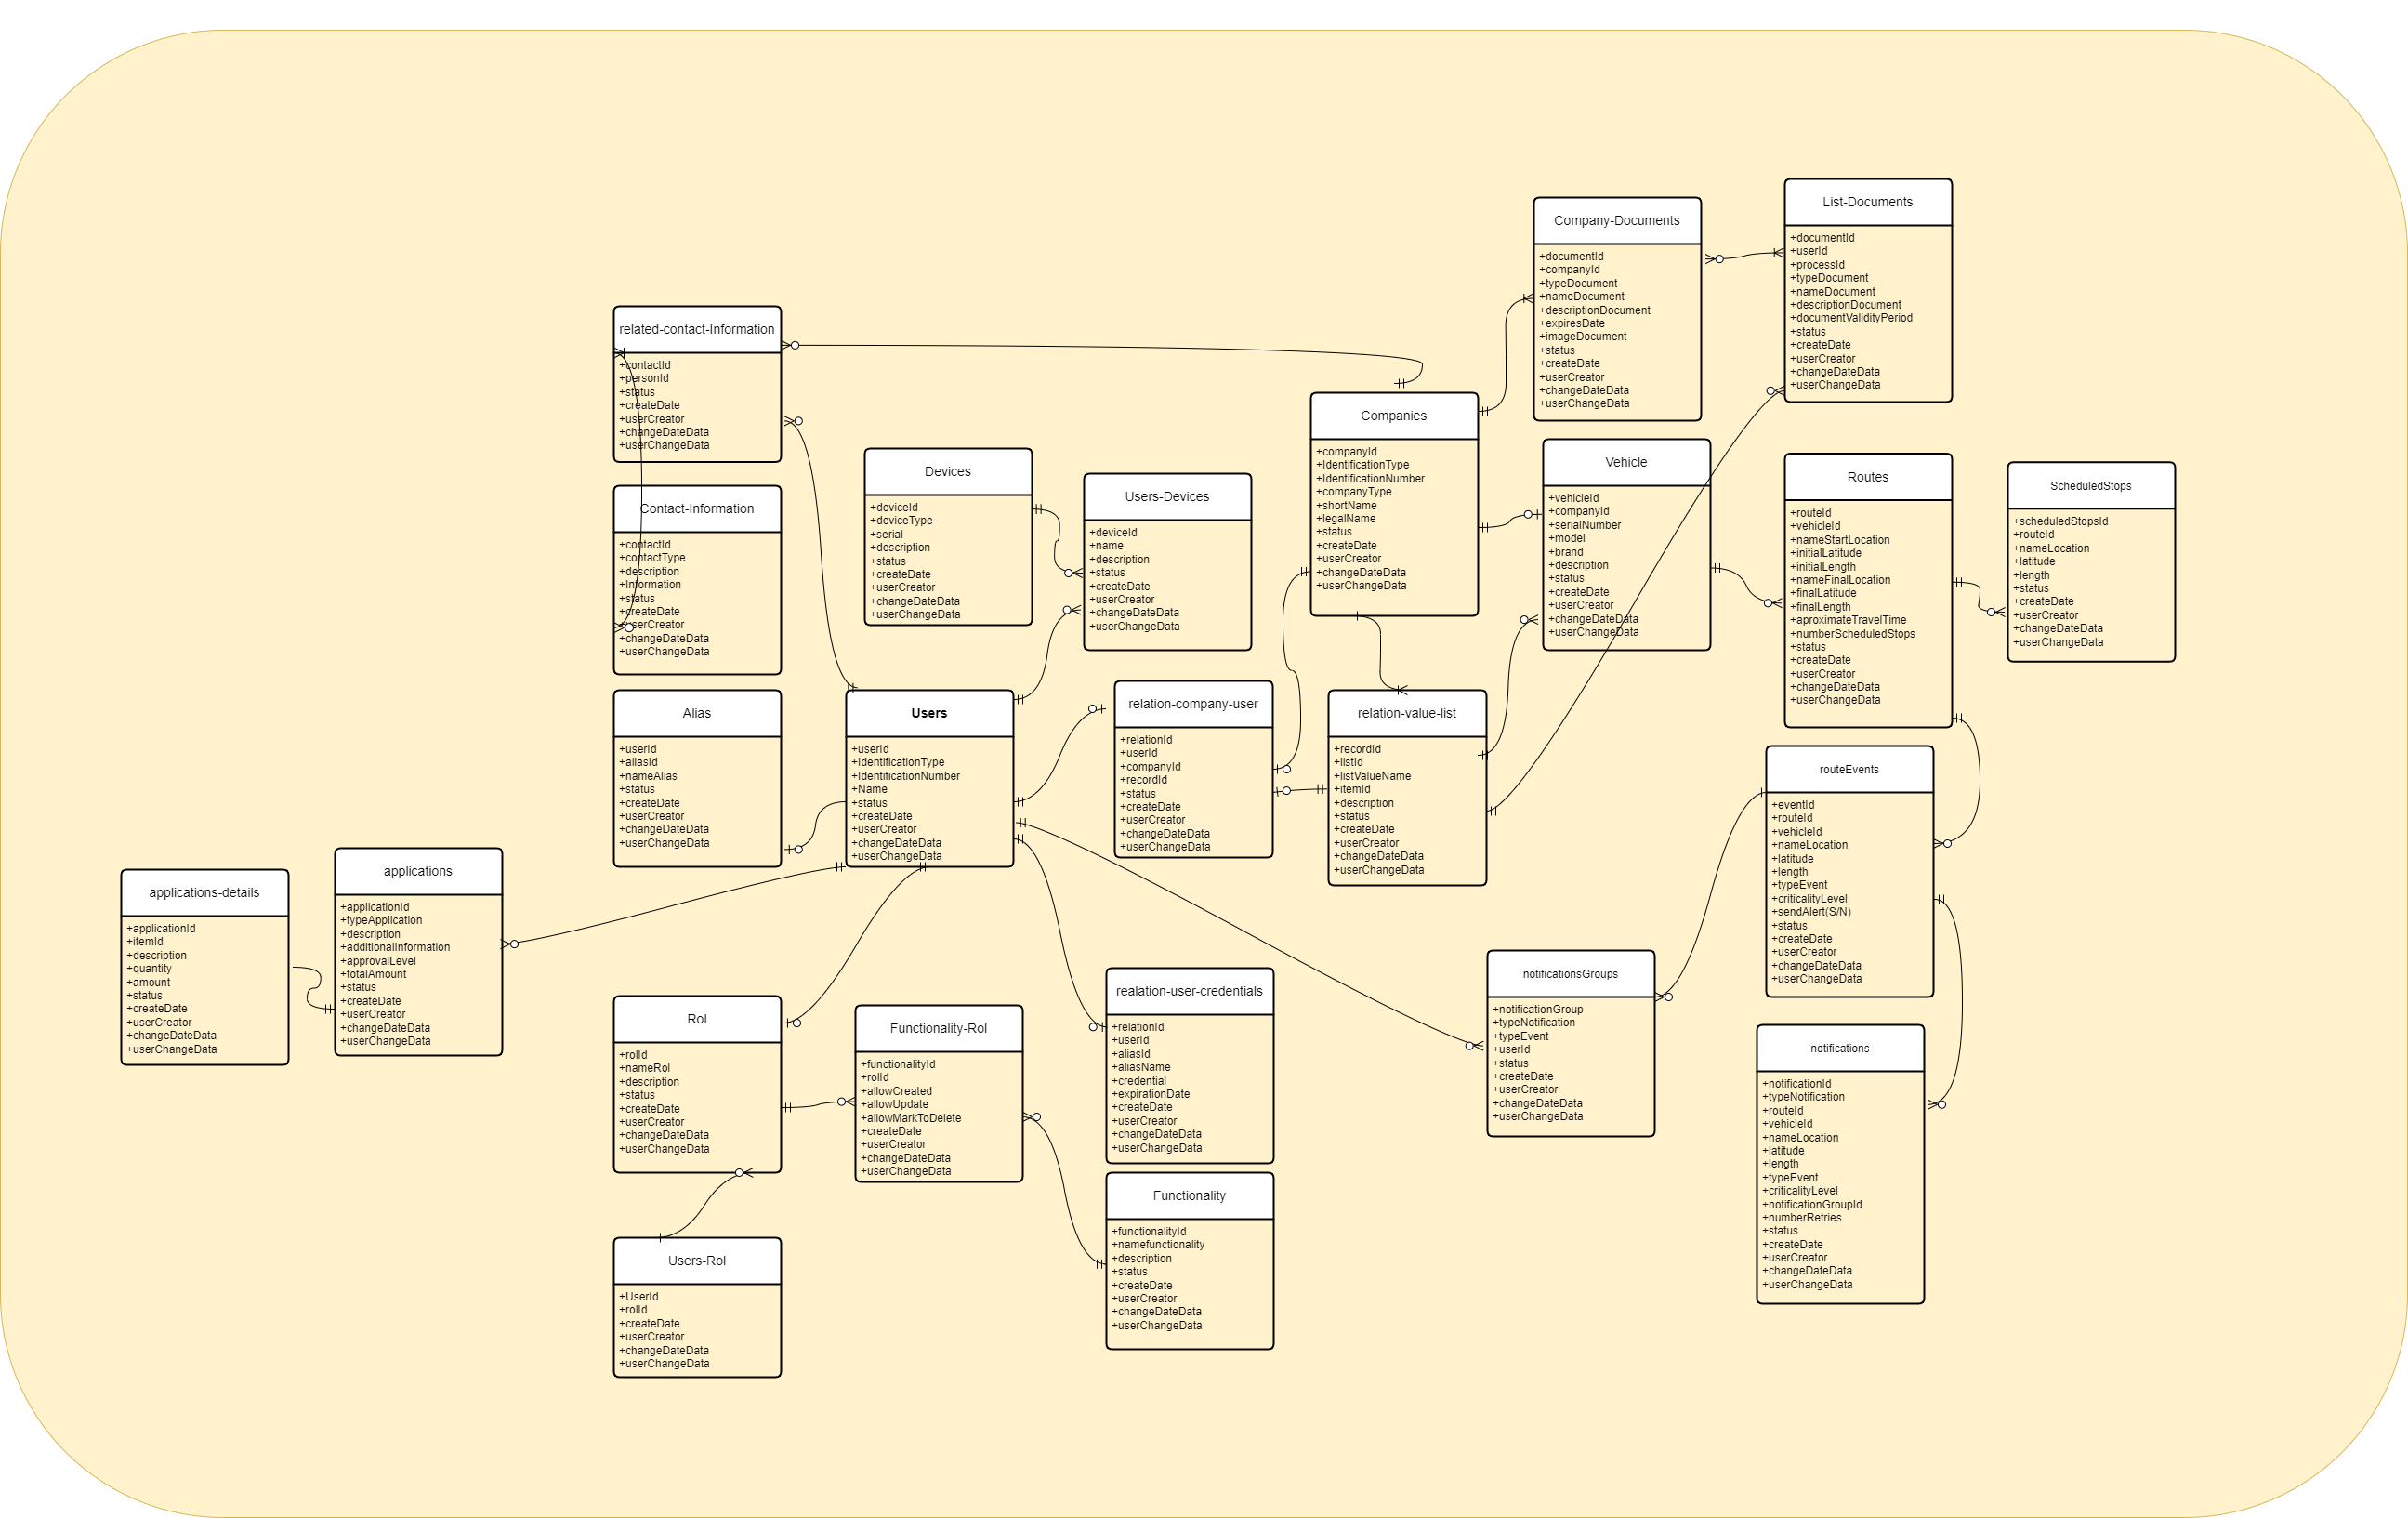 List-Documents
+documentId
+userId
+processId
+typeDocument
+nameDocument
+descriptionDocument
+documentValidityPeriod
+status
+createDate
+userCreator
+changeDateData
+userChangeData
Company-Documents
+documentId
+companyId
+typeDocument
+nameDocument
+descriptionDocument
+expiresDate
+imageDocument
+status
+createDate
+userCreator
+changeDateData
+userChangeData
related-contact-Information
+contactId
+personId
+status
+createDate
+userCreator
+changeDateData
+userChangeData
Companies
+companyId
+IdentificationType
+IdentificationNumber
+companyType
+shortName
+legalName
+status
+createDate
+userCreator
+changeDateData
+userChangeData
Vehicle
+vehicleId
+companyId
+serialNumber
+model
+brand
+description
+status
+createDate
+userCreator
+changeDateData
+userChangeData
Routes
+routeId
+vehicleId
+nameStartLocation
+initialLatitude
+initialLength
+nameFinalLocation
+finalLatitude
+finalLength
+aproximateTravelTime
+numberScheduledStops
+status
+createDate
+userCreator
+changeDateData
+userChangeData
ScheduledStops
+scheduledStopsId
+routeId
+nameLocation
+latitude
+length
+status
+createDate
+userCreator
+changeDateData
+userChangeData
Devices
+deviceId
+deviceType
+serial
+description
+status
+createDate
+userCreator
+changeDateData
+userChangeData
Users-Devices
+deviceId
+name
+description
+status
+createDate
+userCreator
+changeDateData
+userChangeData
Contact-Information
+contactId
+contactType
+description
+Information
+status
+createDate
+userCreator
+changeDateData
+userChangeData
Alias
+userId
+aliasId
+nameAlias
+status
+createDate
+userCreator
+changeDateData
+userChangeData
Users
+userId
+IdentificationType
+IdentificationNumber
+Name
+status
+createDate
+userCreator
+changeDateData
+userChangeData
relation-company-user
+relationId
+userId
+companyId
+recordId
+status
+createDate
+userCreator
+changeDateData
+userChangeData
relation-value-list
+recordId
+listId
+listValueName
+itemId
+description
+status
+createDate
+userCreator
+changeDateData
+userChangeData
routeEvents
+eventId
+routeId
+vehicleId
+nameLocation
+latitude
+length
+typeEvent
+criticalityLevel
+sendAlert(S/N)
+status
+createDate
+userCreator
+changeDateData
+userChangeData
applications-details
+applicationId
+itemId
+description
+quantity
+amount
+status
+createDate
+userCreator
+changeDateData
+userChangeData
applications
+applicationId
+typeApplication
+description
+additionalInformation
+approvalLevel
+totalAmount
+status
+createDate
+userCreator
+changeDateData
+userChangeData
Rol
+rolId
+nameRol
+description
+status
+createDate
+userCreator
+changeDateData
+userChangeData
Functionality-Rol
+functionalityId
+rolId
+allowCreated
+allowUpdate
+allowMarkToDelete
+createDate
+userCreator
+changeDateData
+userChangeData
realation-user-credentials
+relationId
+userId
+aliasId
+aliasName
+credential
+expirationDate
+createDate
+userCreator
+changeDateData
+userChangeData
notificationsGroups
+notificationGroup
+typeNotification
+typeEvent
+userId
+status
+createDate
+userCreator
+changeDateData
+userChangeData
notifications
+notificationId
+typeNotification
+routeId
+vehicleId
+nameLocation
+latitude
+length
+typeEvent
+criticalityLevel
+notificationGroupId
+numberRetries
+status
+createDate
+userCreator
+changeDateData
+userChangeData
Functionality
+functionalityId
+namefunctionality
+description
+status
+createDate
+userCreator
+changeDateData
+userChangeData
Users-Rol
+UserId
+rolId
+createDate
+userCreator
+changeDateData
+userChangeData